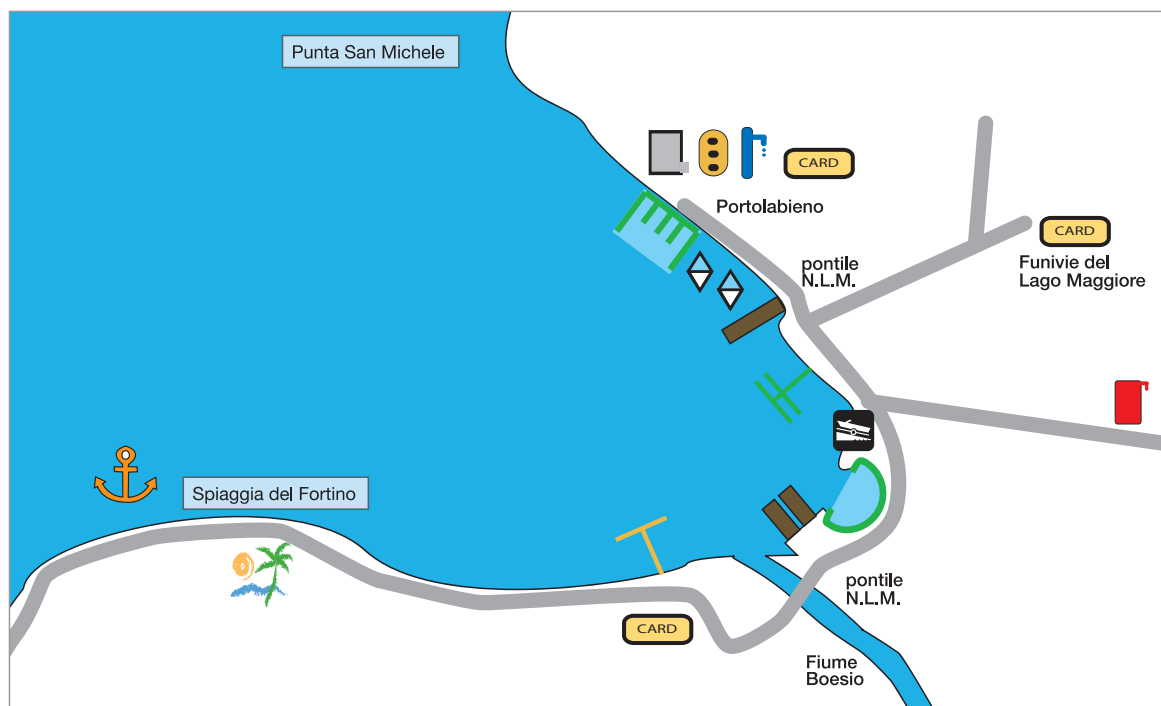 Punta San Michele
CARD
Portolabieno
CARD
pontile
N.L.M.
Funivie del
Lago Maggiore
Spiaggia del Fortino
pontile
N.L.M.
CARD
Fiume
Boesio